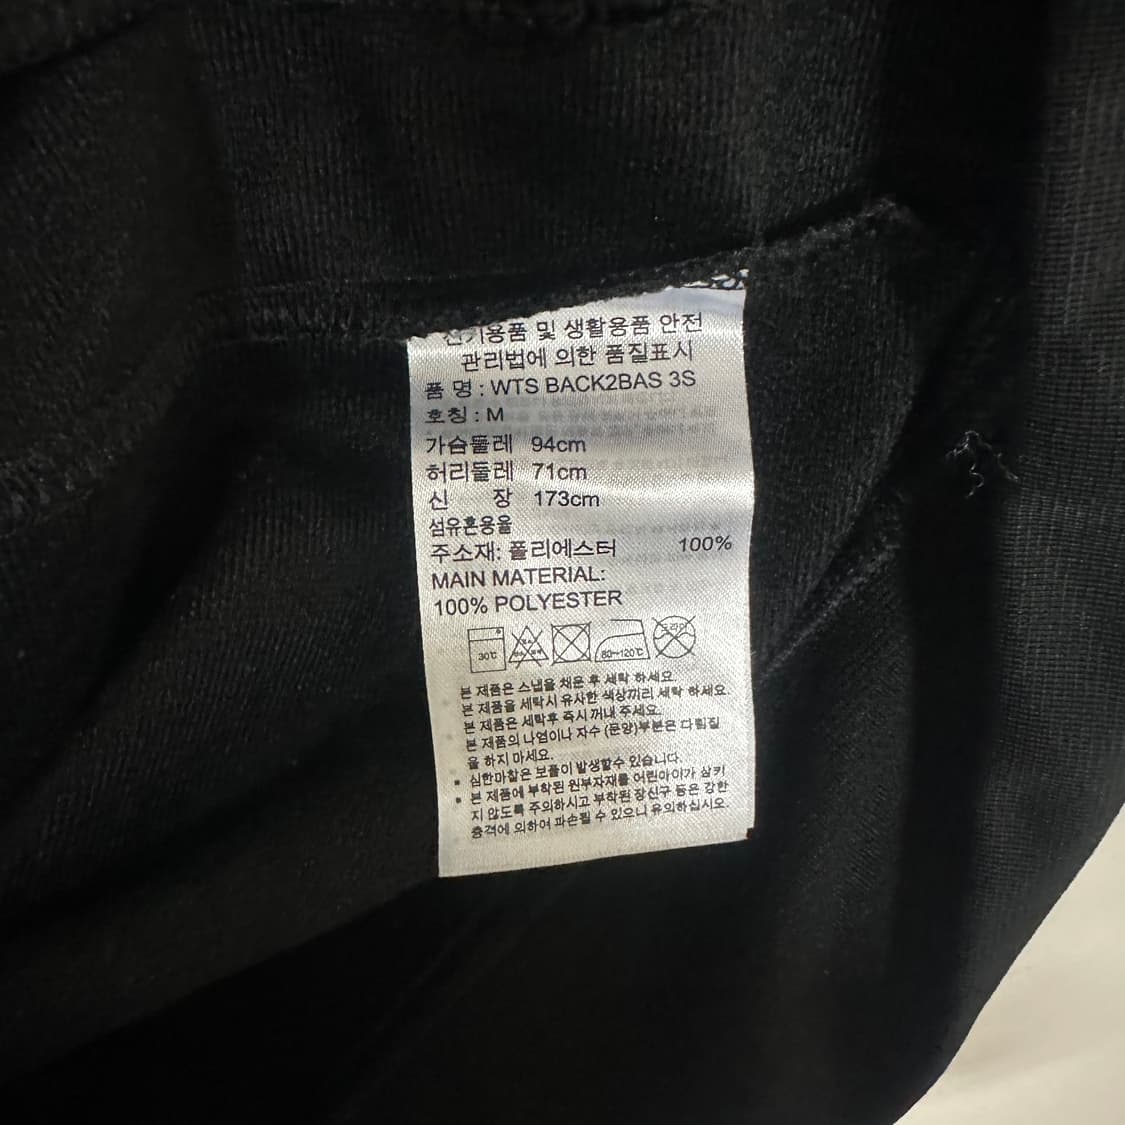 전기용품 및 생활용품 안전
관리법에 의한 품질표시
품 명 : WTS BACK2BAS 3S
호칭 : M
가슴둘레 94cm
허리둘레 71cm
신 장 173cm
섬유혼용율
주소재: 폴리에스터 100%
MAIN MATERIAL:
100% POLYESTER
30℃ 80~120℃ 드라이
본 제품은 스냅을 채운 후 세탁 하세요.
본 제품을 세탁시 유사한 색상끼리 세탁 하세요.
본 제품은 세탁후 즉시 꺼내 주세요.
본 제품의 나염이나 자수 (문양)부분은 다림질
을 하지 마세요.
• 심한마찰은 보풀이 발생할수 있습니다.
• 본 제품에 부착된 원부자재를 어린아이가 삼키
지 않도록 주의하시고 부착된 장신구 등은 강한
충격에 의하여 파손될 수 있으니 유의하십시오.